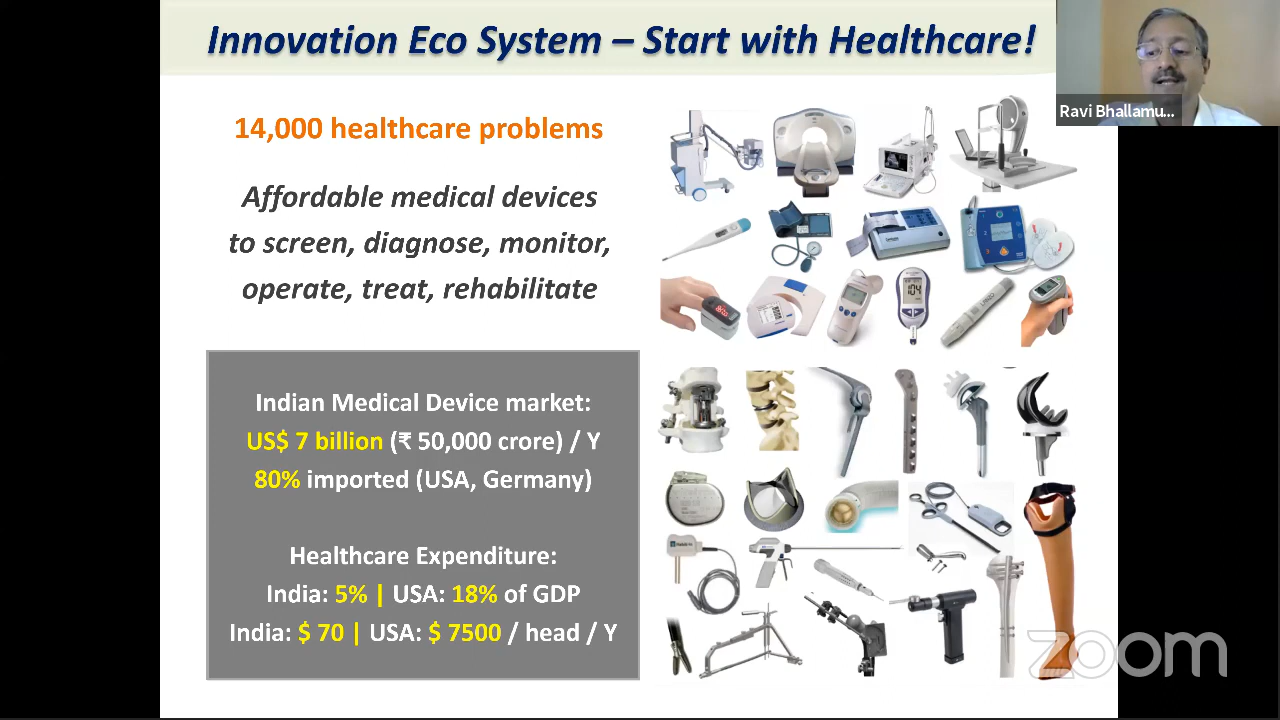 Innovation Eco System – Start with Healthcare!
Ravi Bhallamu...
14,000 healthcare problems
Affordable medical devices
to screen, diagnose, monitor,
operate, treat, rehabilitate
104
Indian Medical Device market:
US$ 7 billion (₹ 50,000 crore) / Y
80% imported (USA, Germany)
Healthcare Expenditure:
India: 5% | USA: 18% of GDP
India: $ 70 | USA: $ 7500 / head / Y
zoom